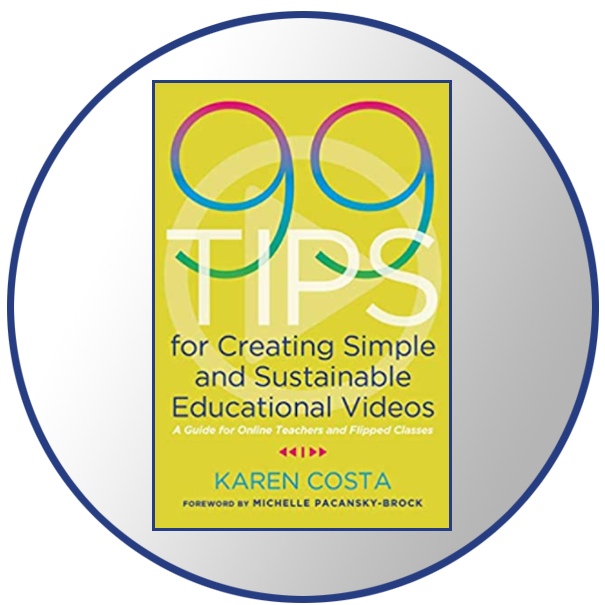 99
TIPS
for Creating Simple
and Sustainable
Educational Videos
A Guide for Online Teachers and Flipped Classes
KAREN COSTA
FOREWORD BY MICHELLE PACANSKY-BROCK